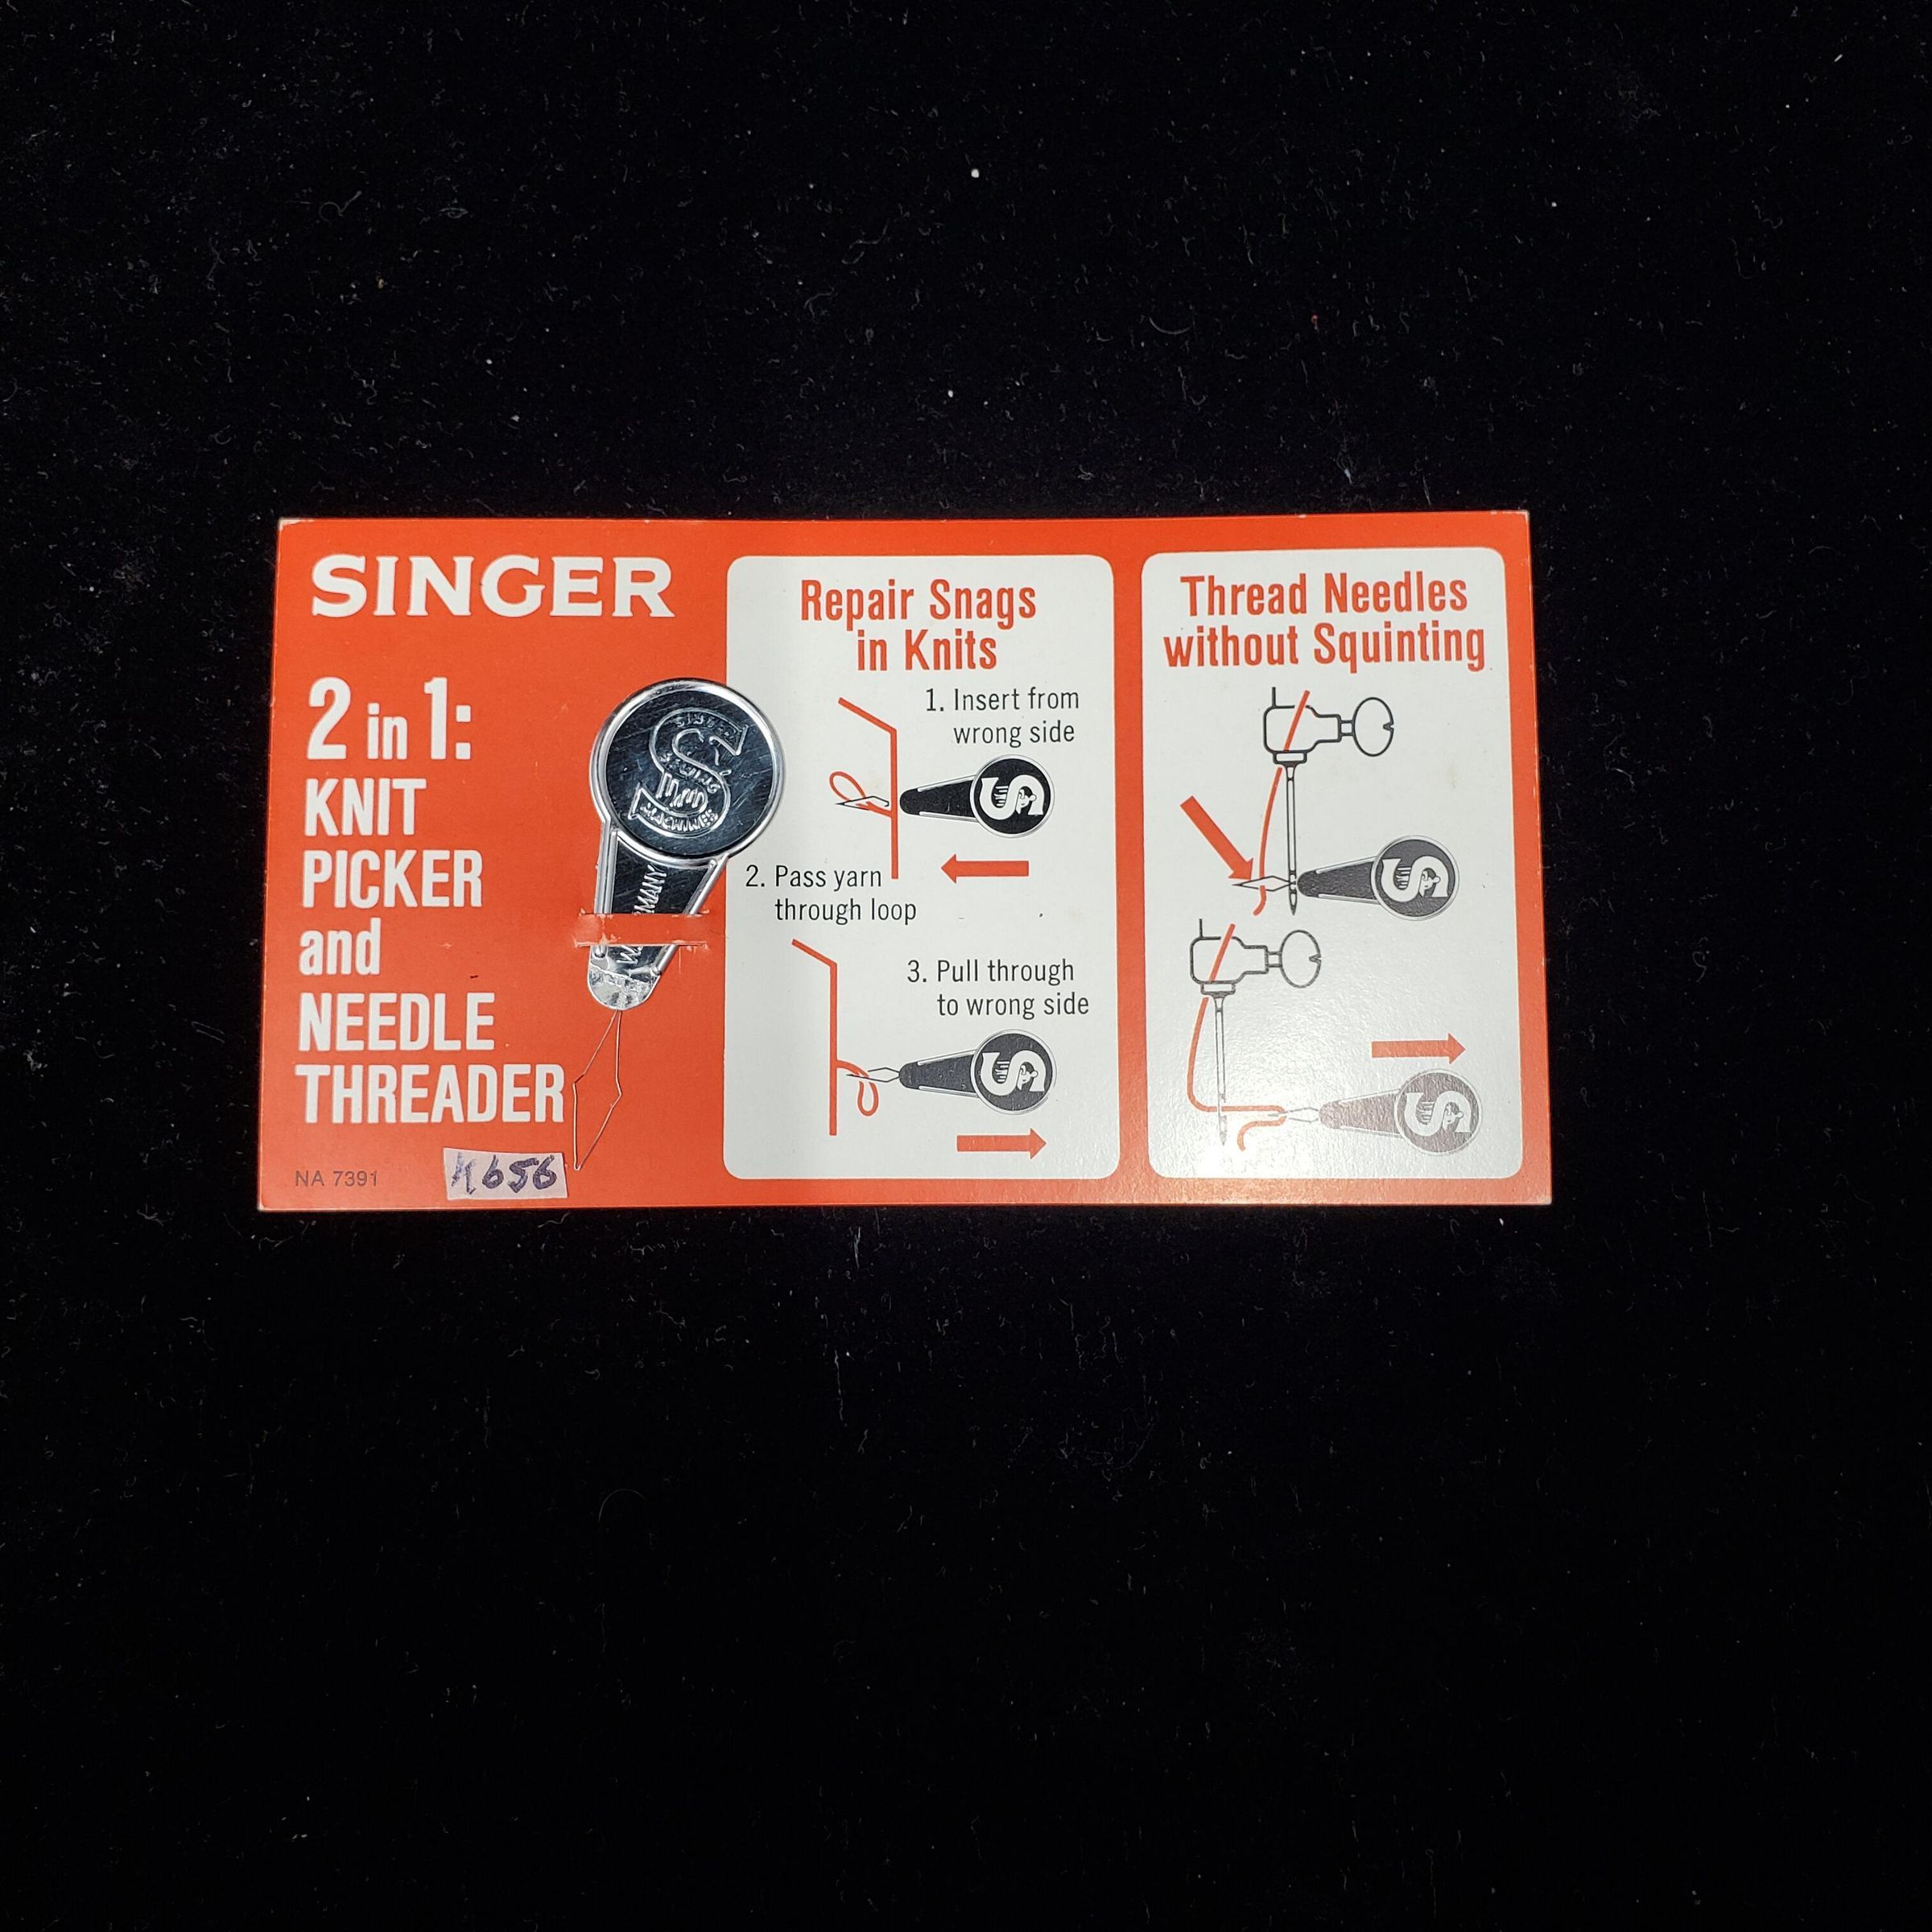 SINGER
2 in 1:
KNIT
PICKER
and
NEEDLE
THREADER
NA 7391
K656
MACHINES
Repair Snags
in Knits
1. Insert from
wrong side
2. Pass yarn
through loop
3. Pull through
to wrong side
Thread Needles
without Squinting